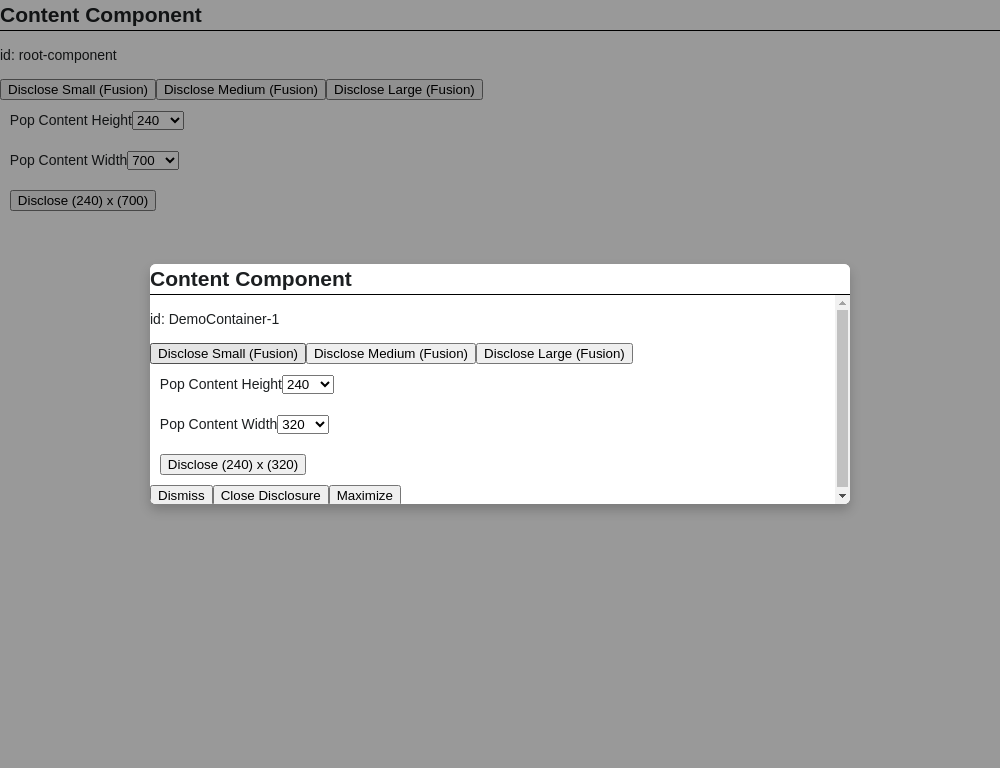 Content Component
id: root-component
Disclose Small (Fusion) Disclose Medium (Fusion) Disclose Large (Fusion)
Pop Content Height 240
Pop Content Width 700
Disclose (240) x (700)
Content Component
id: DemoContainer-1
Disclose Small (Fusion) Disclose Medium (Fusion) Disclose Large (Fusion)
Pop Content Height 240
Pop Content Width 320
Disclose (240) x (320)
Dismiss Close Disclosure Maximize